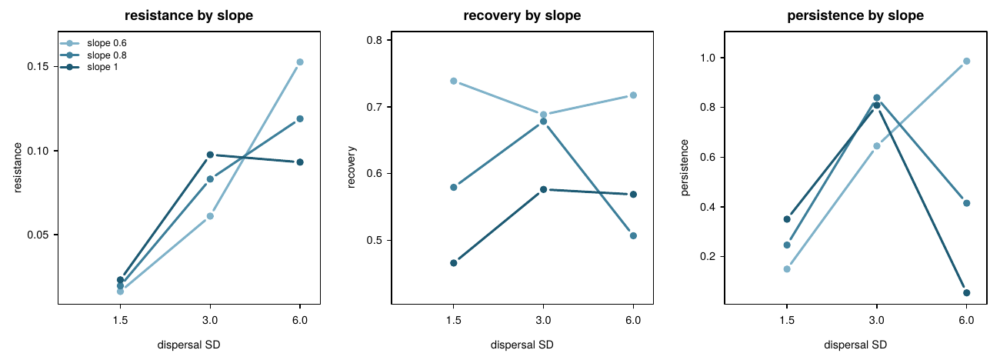 resistance by slope
slope 0.6
slope 0.8
slope 1
0.15
0.10
0.05
resistance
1.5 3.0 6.0
dispersal SD
recovery by slope
0.8
0.7
0.6
0.5
recovery
1.5 3.0 6.0
dispersal SD
persistence by slope
1.0
0.8
0.6
0.4
0.2
persistence
1.5 3.0 6.0
dispersal SD